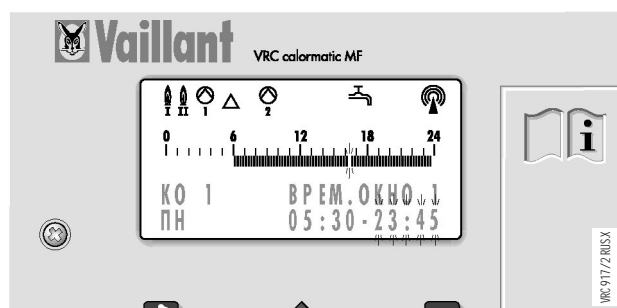 Vaillant
VRC calormatic MF
I II 1 2
0 6 12 18 24
КО 1 ВРЕМ.ОКНО 1
ПН 05:30-23:45
i
VRC 917/2 RUS.X